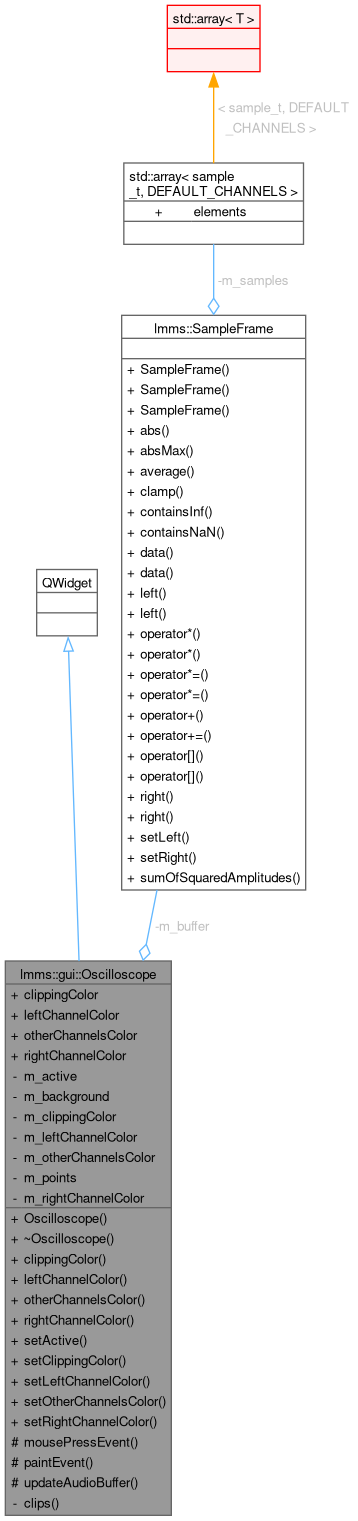 std::array< T >
< sample_t, DEFAULT
_CHANNELS >
std::array< sample
_t, DEFAULT_CHANNELS >
+ elements
-m_samples
lmms::SampleFrame
+ SampleFrame()
+ SampleFrame()
+ SampleFrame()
+ abs()
+ absMax()
+ average()
+ clamp()
+ containsInf()
+ containsNaN()
+ data()
+ data()
+ left()
+ left()
+ operator*()
+ operator*()
+ operator*=()
+ operator*=()
+ operator+()
+ operator+=()
+ operator[]()
+ operator[]()
+ right()
+ right()
+ setLeft()
+ setRight()
+ sumOfSquaredAmplitudes()
QWidget
-m_buffer
lmms::gui::Oscilloscope
+ clippingColor
+ leftChannelColor
+ otherChannelsColor
+ rightChannelColor
- m_active
- m_background
- m_clippingColor
- m_leftChannelColor
- m_otherChannelsColor
- m_points
- m_rightChannelColor
+ Oscilloscope()
+ ~Oscilloscope()
+ clippingColor()
+ leftChannelColor()
+ otherChannelsColor()
+ rightChannelColor()
+ setActive()
+ setClippingColor()
+ setLeftChannelColor()
+ setOtherChannelsColor()
+ setRightChannelColor()
# mousePressEvent()
# paintEvent()
# updateAudioBuffer()
- clips()